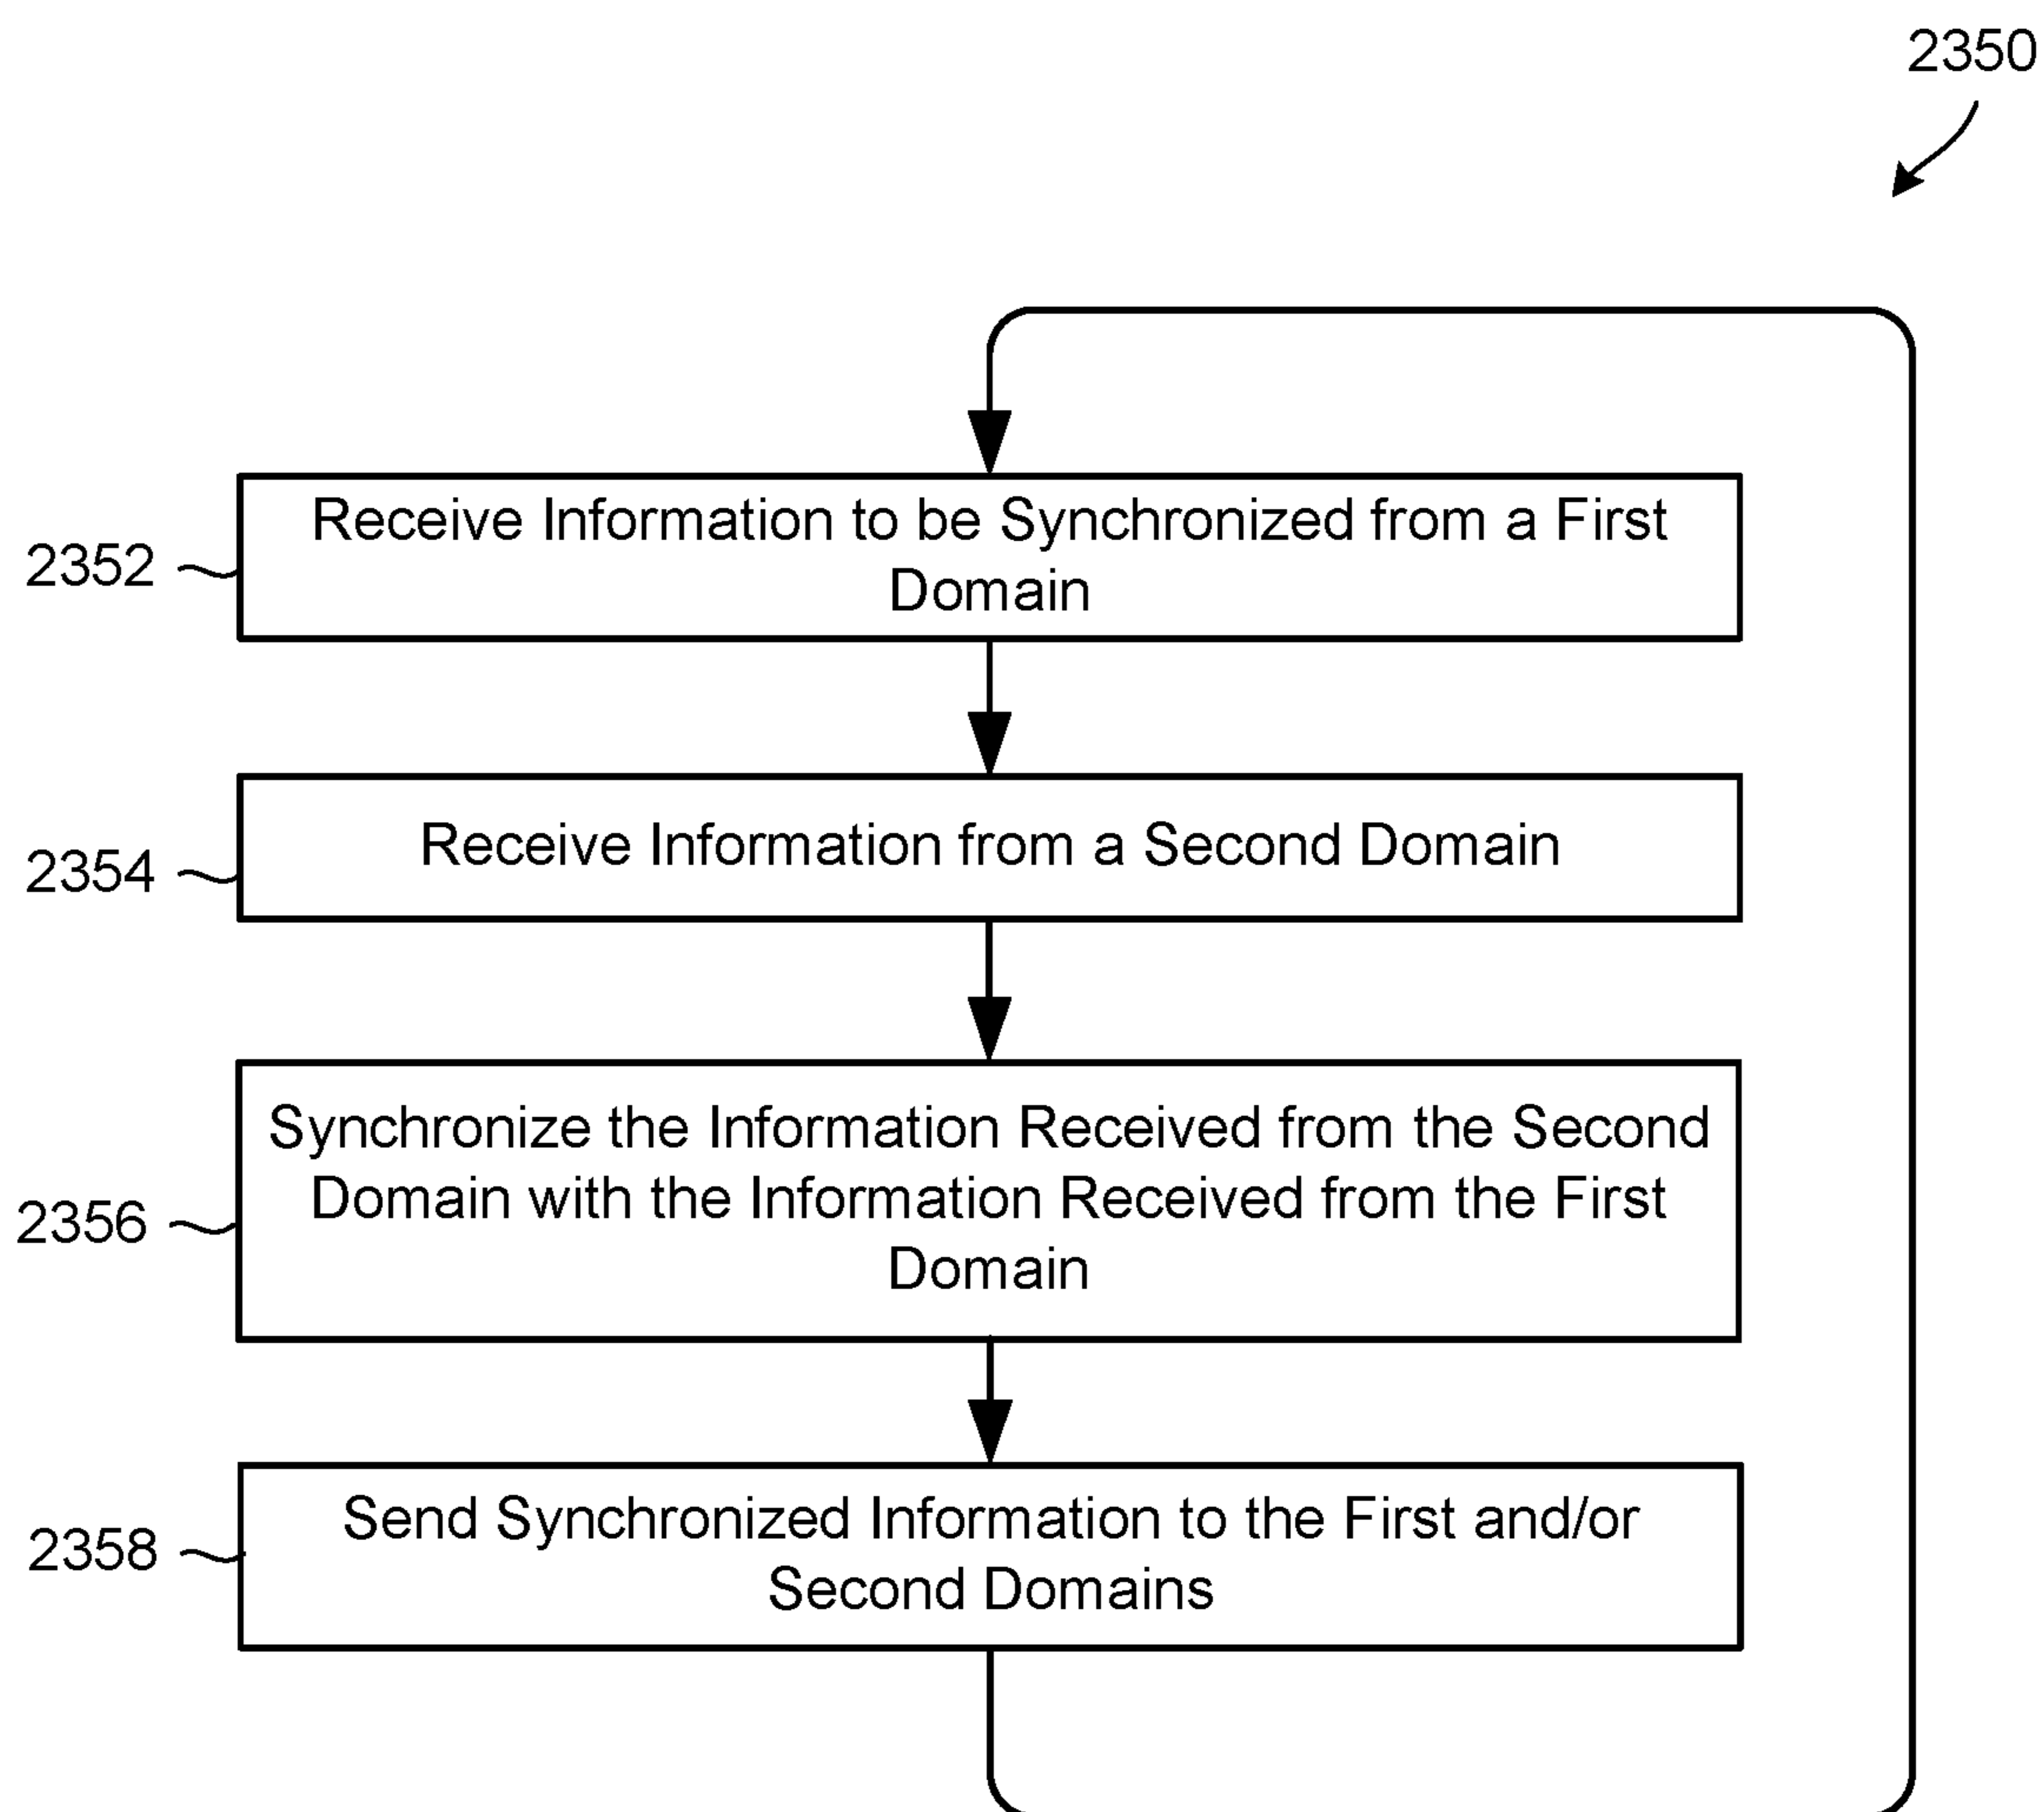 2350
2352
Receive Information to be Synchronized from a First
Domain
2354
Receive Information from a Second Domain
2356
Synchronize the Information Received from the Second
Domain with the Information Received from the First
Domain
2358
Send Synchronized Information to the First and/or
Second Domains